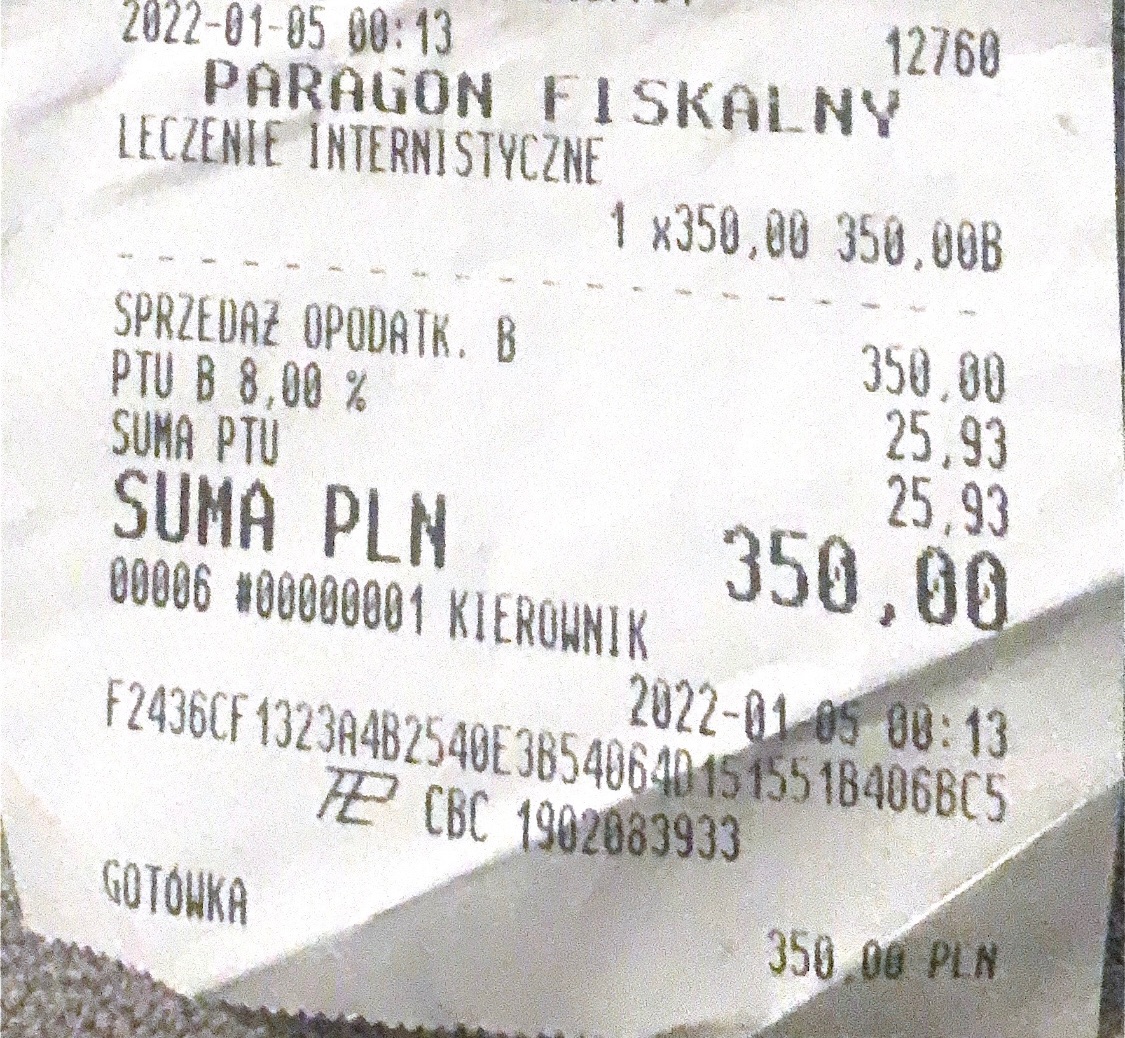 2022-01-05 00:13 12760
PARAGON FISKALNY
LECZENIE INTERNISTYCZNE
1 x350,00 350,00B
SPRZEDAŻ OPODATK. B 350,00
PTU B 8,00 % 25,93
SUMA PTU 25,93
SUMA PLN 350,00
00006 #00000001 KIEROWNIK
2022-01-05 00:13
F2436CF1323A4B2540E3B54064D151551B406BC5
CBC 1902083933
GOTÓWKA
350,00 PLN